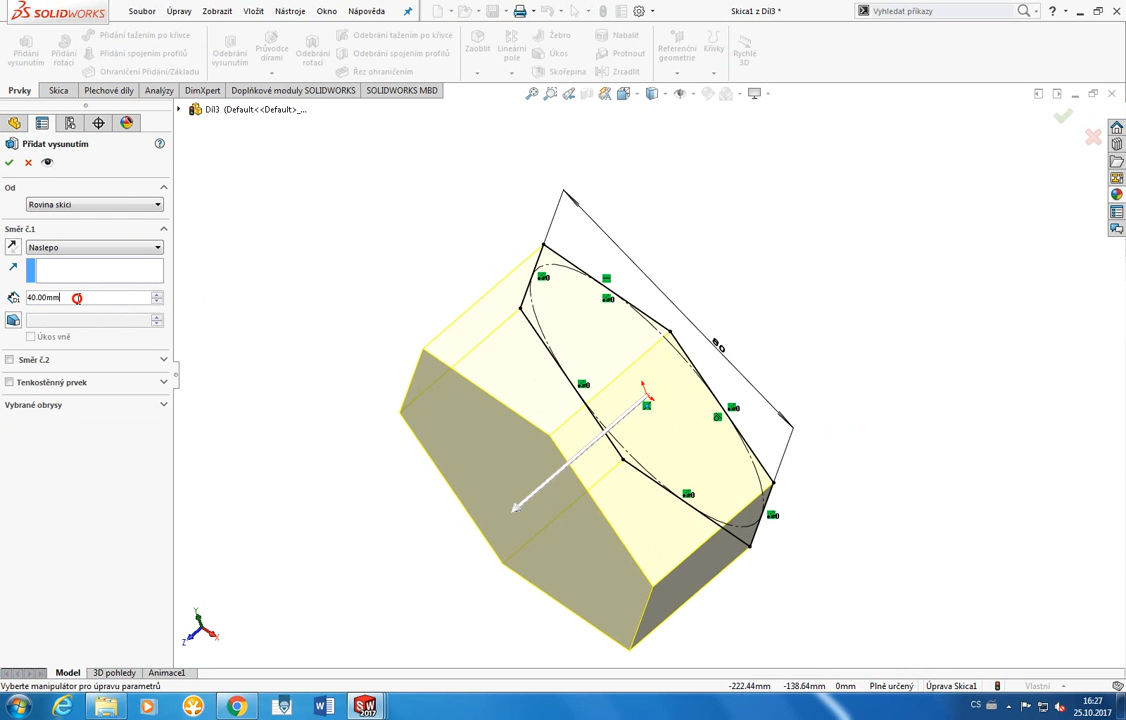 SOLIDWORKS
Soubor Úpravy Zobrazit Vložit Nástroje Okno Nápověda
Skica1 z Díl3 *
Vyhledat příkazy
Přidání vysunutím
Přidání rotací
Přidání tažením po křivce
Přidání spojením profilů
Ohraničení Přidání/Základu
Odebrání vysunutím
Průvodce dírami
Odebrání rotací
Odebrání tažením po křivce
Odebrání spojením profilů
Řez ohraničením
Zaoblit
Lineární pole
Žebro
Úkos
Skořepina
Nabalit
Protnout
Zrcadlit
Referenční geometrie
Křivky
Rychlé 3D
Prvky Skica Plechové díly Analýzy DimXpert Doplňkové moduly SOLIDWORKS SOLIDWORKS MBD
Díl3 (Default<<Default>_...
Přidat vysunutím
Od
Rovina skici
Směr č.1
Naslepo
40.00mm
Úkos vně
Směr č.2
Tenkostěnný prvek
Vybrané obrysy
80
Y
X
Z
Model 3D pohledy Animace1
Vyberte manipulátor pro úpravu parametrů
-222.44mm -138.64mm 0mm Plně určený Úprava Skica1 Vlastní
CS
16:27
25.10.2017